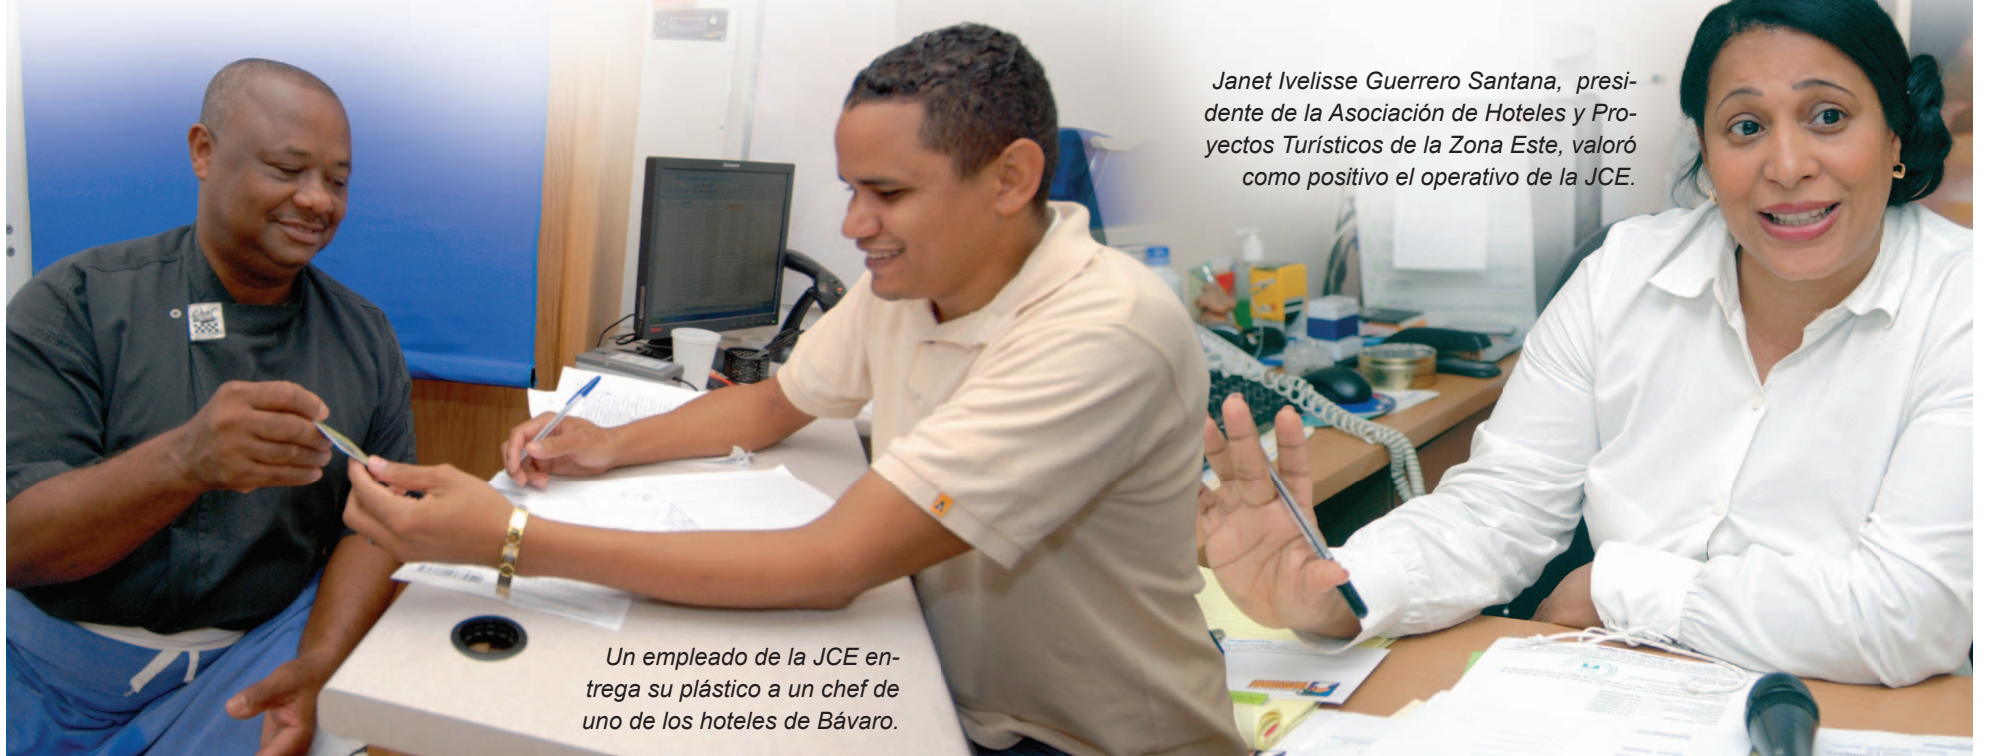 Janet Ivelisse Guerrero Santana, presi-
dente de la Asociación de Hoteles y Pro-
yectos Turísticos de la Zona Este, valoró
como positivo el operativo de la JCE.
Chef
Un empleado de la JCE en-
trega su plástico a un chef de
uno de los hoteles de Bávaro.